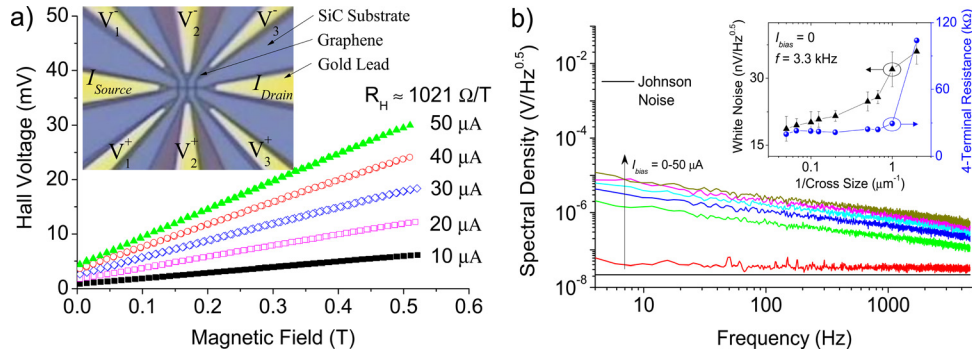 a)
50
40
30
20
10
0
Hall Voltage (mV)
0.0 0.1 0.2 0.3 0.4 0.5 0.6
Magnetic Field (T)
V1- V2- V3-
SiC Substrate
Graphene
Gold Lead
ISource
IDrain
V1+ V2+ V3+
RH ≈ 1021 Ω/T
50 µA
40 µA
30 µA
20 µA
10 µA
b)
10-2
10-4
10-6
10-8
Spectral Density (V/Hz0.5)
10 100 1000
Frequency (Hz)
Johnson
Noise
Ibias = 0-50 µA
White Noise (nV/Hz0.5)
45
30
15
Ibias = 0
f = 3.3 kHz
0.1 1
1/Cross Size (µm-1)
120
80
40
0
4-Terminal Resistance (kΩ)